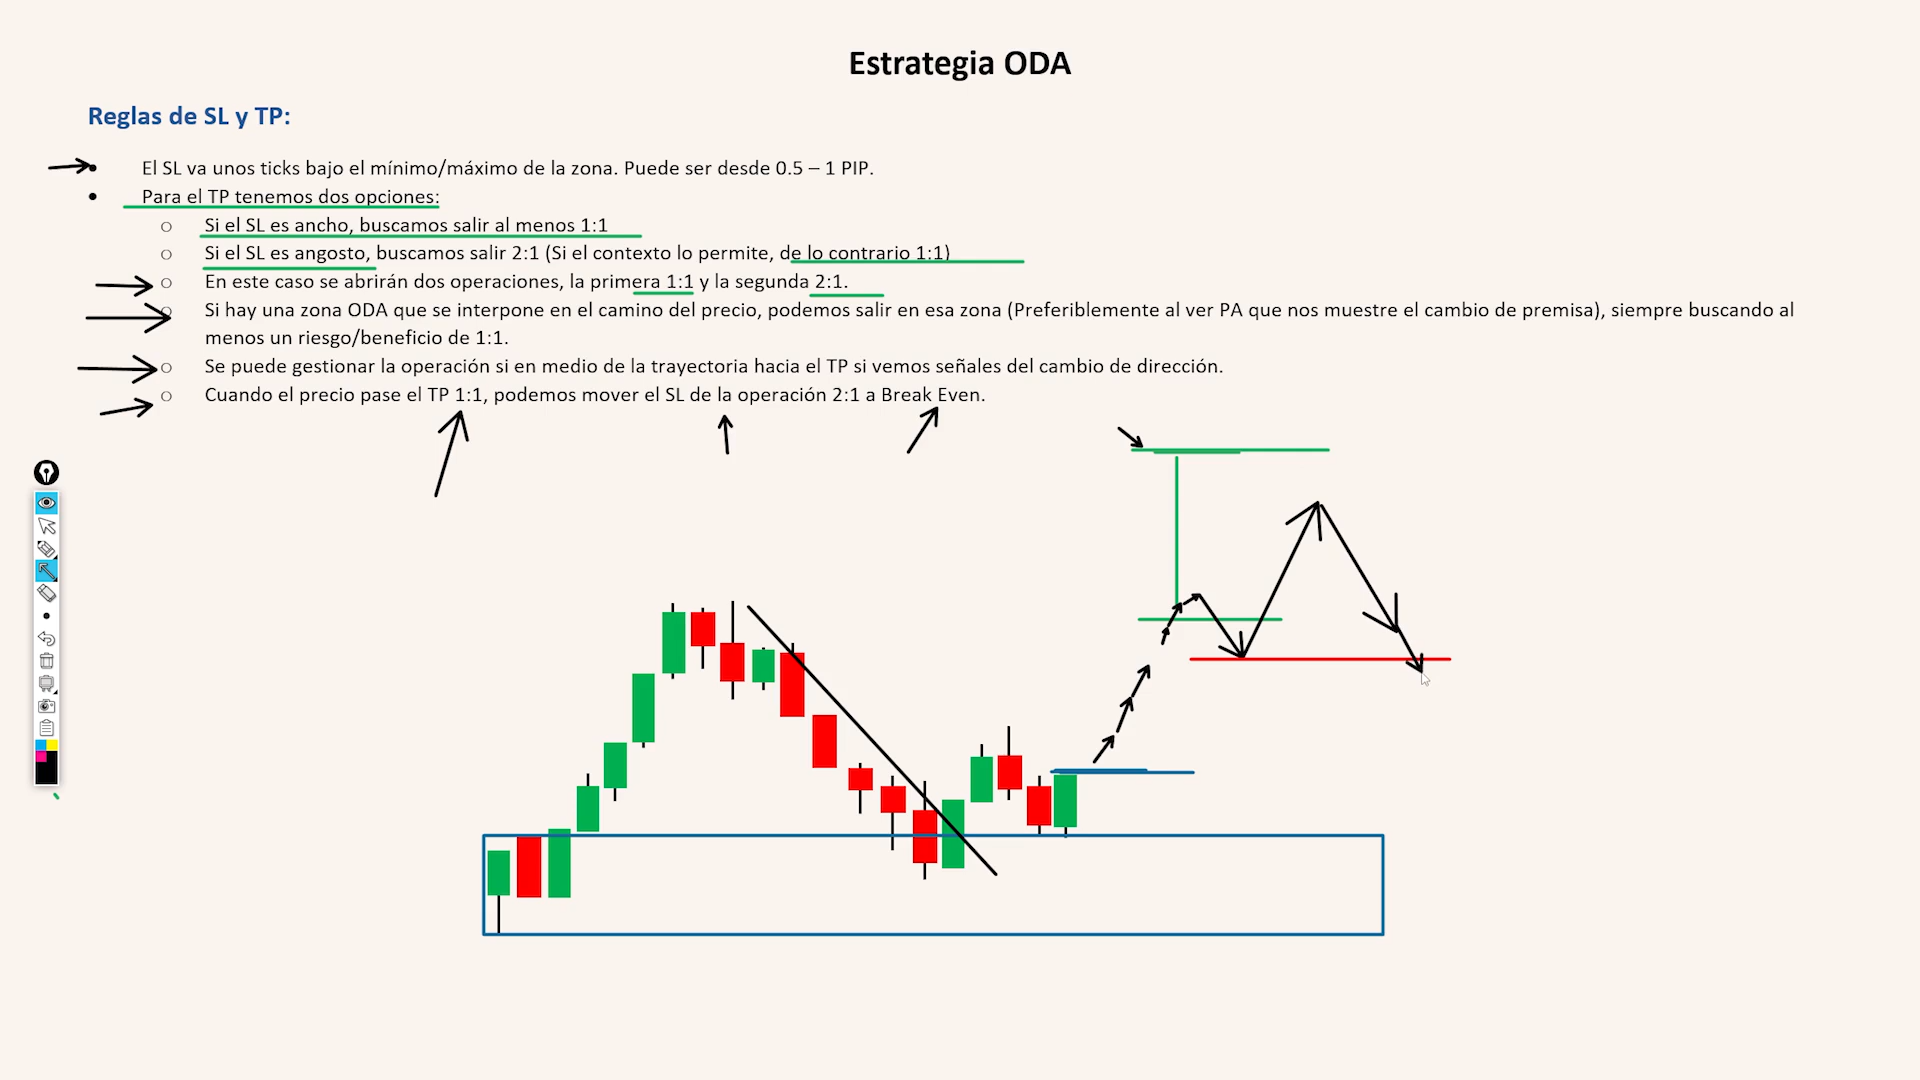 Estrategia ODA
Reglas de SL y TP:
• El SL va unos ticks bajo el mínimo/máximo de la zona. Puede ser desde 0.5 – 1 PIP.
• Para el TP tenemos dos opciones:
o Si el SL es ancho, buscamos salir al menos 1:1
o Si el SL es angosto, buscamos salir 2:1 (Si el contexto lo permite, de lo contrario 1:1)
o En este caso se abrirán dos operaciones, la primera 1:1 y la segunda 2:1.
o Si hay una zona ODA que se interpone en el camino del precio, podemos salir en esa zona (Preferiblemente al ver PA que nos muestre el cambio de premisa), siempre buscando al
menos un riesgo/beneficio de 1:1.
o Se puede gestionar la operación si en medio de la trayectoria hacia el TP si vemos señales del cambio de dirección.
o Cuando el precio pase el TP 1:1, podemos mover el SL de la operación 2:1 a Break Even.